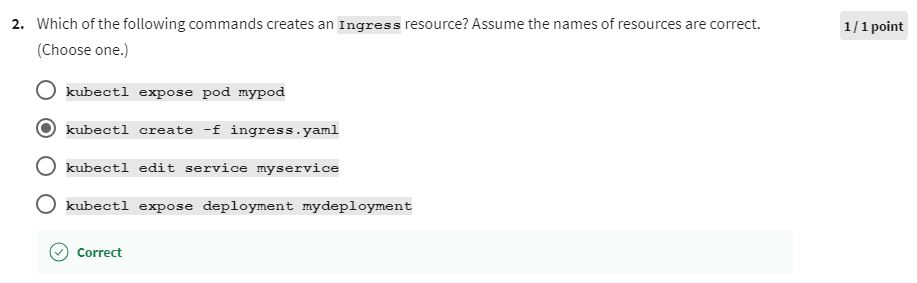 2. Which of the following commands creates an Ingress resource? Assume the names of resources are correct. 1 / 1 point
(Choose one.)
kubectl expose pod mypod
kubectl create -f ingress.yaml
kubectl edit service myservice
kubectl expose deployment mydeployment
Correct